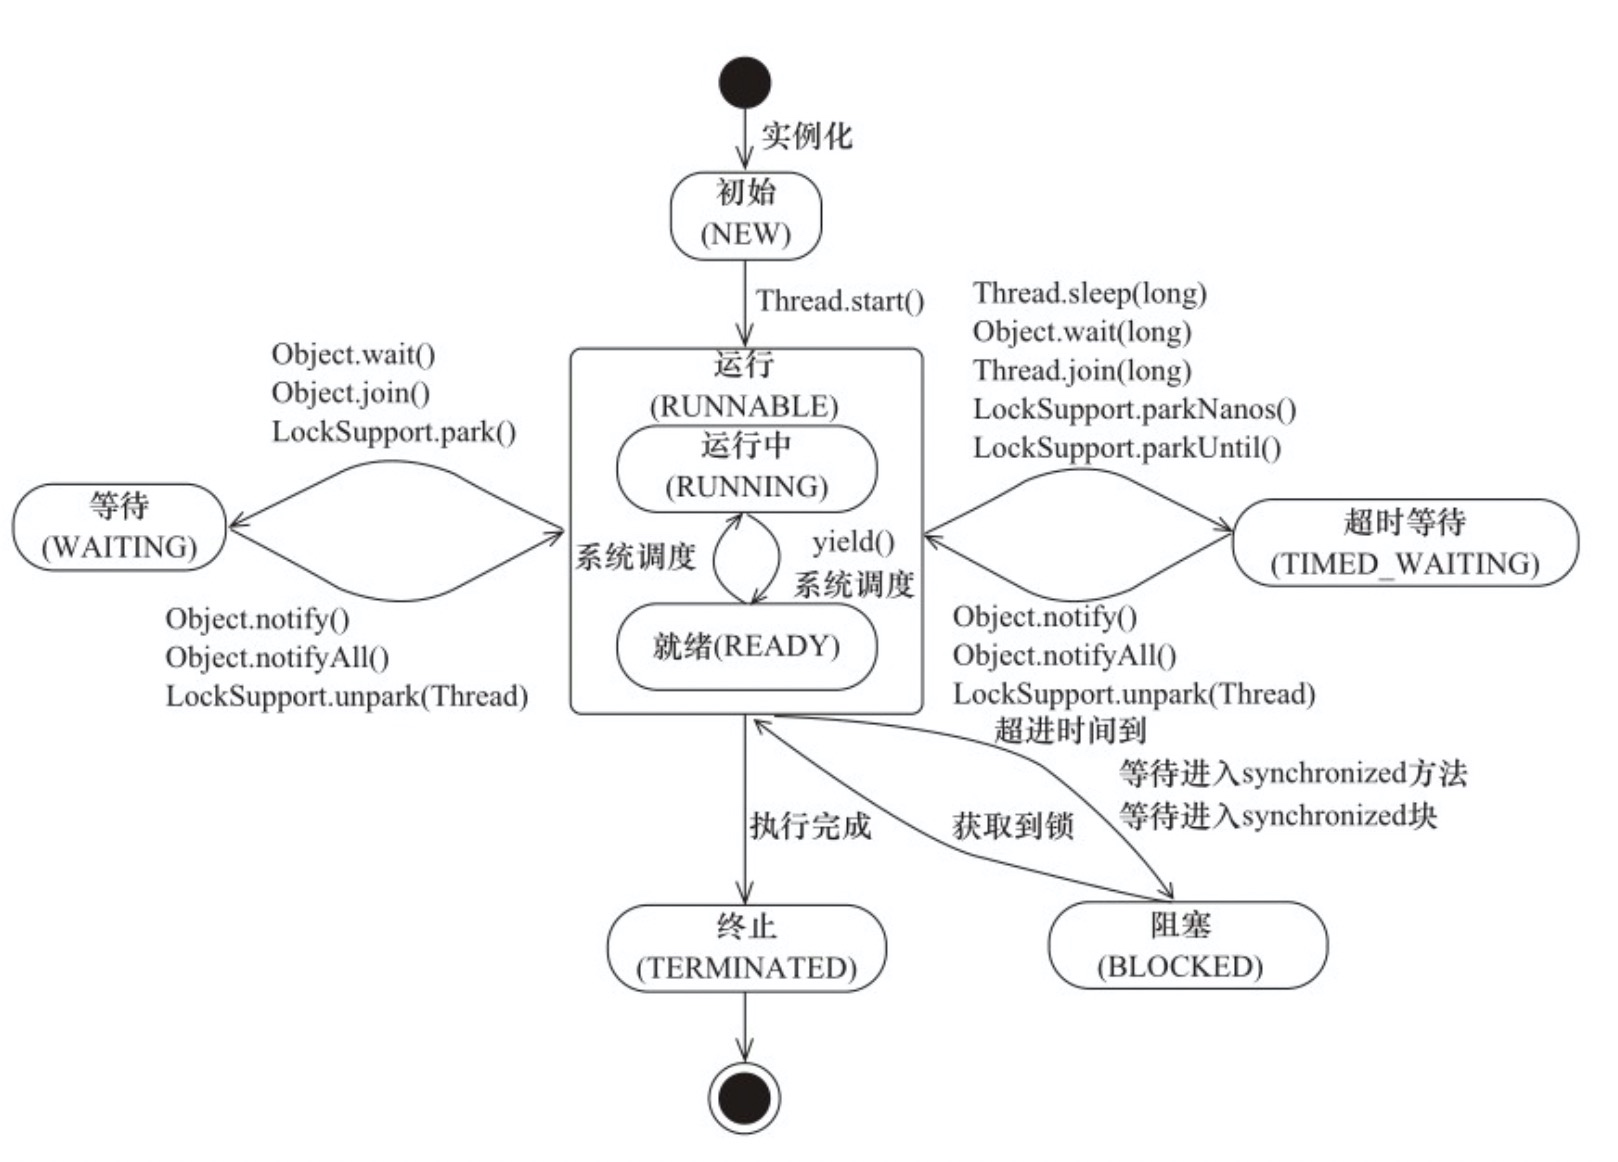 实例化
初始
(NEW)
Thread.start()
Object.wait()
Object.join()
LockSupport.park()
Thread.sleep(long)
Object.wait(long)
Thread.join(long)
LockSupport.parkNanos()
LockSupport.parkUntil()
运行
(RUNNABLE)
运行中
(RUNNING)
等待
(WAITING)
系统调度
yield()
系统调度
超时等待
(TIMED_WAITING)
就绪(READY)
Object.notify()
Object.notifyAll()
LockSupport.unpark(Thread)
Object.notify()
Object.notifyAll()
LockSupport.unpark(Thread)
超进时间到
等待进入synchronized方法
等待进入synchronized块
执行完成
获取到锁
终止
(TERMINATED)
阻塞
(BLOCKED)